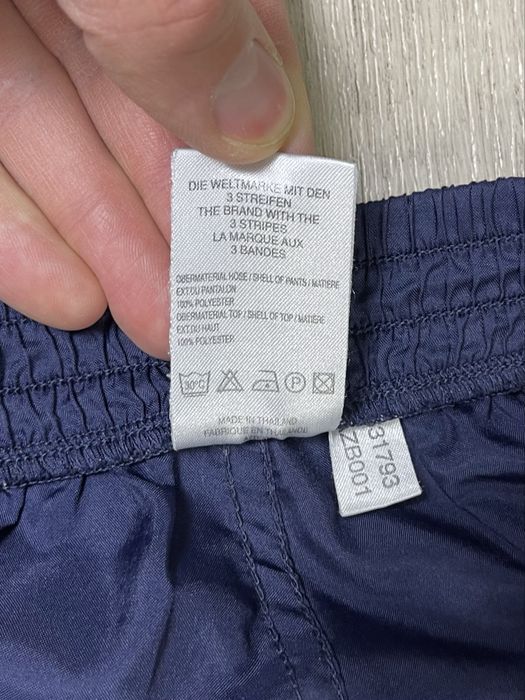 DIE WELTMARKE MIT DEN
3 STREIFEN
THE BRAND WITH THE
3 STRIPES
LA MARQUE AUX
3 BANDES
OBERMATERIAL HOSE / SHELL OF PANTS / MATIÈRE
EXT.DU PANTALON
100% POLYESTER
OBERMATERIAL TOP / SHELL OF TOP / MATIÈRE
EXT.DU HAUT
100% POLYESTER
30°C P
MADE IN THAILAND
FABRIQUE EN THAILANDE
31793
ZB001